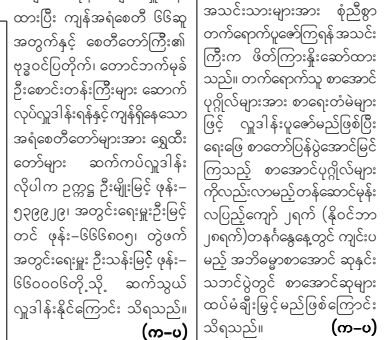 ထားပြီး ကျန်အရံစေတီ ၆၆ဆူ
အတွက်နှင့် စေတီတော်ကြီး၏
ဗုဒ္ဓဝင်ပြတိုက်၊ တောင်ဘက်မုခ်
ဦးစောင်းတန်းကြီးများ ဆောက်
လုပ်လှူဒါန်းရန်နှင့် ကျန်ရှိနေသော
အရံစေတီတော်များအား ရွှေထီး
တော်များ ဆက်ကပ်လှူဒါန်း
လိုပါက ဥက္ကဋ္ဌ ဦးမျိုးမြင့် ဖုန်း–
၅၃၉၉၂၉၊ အတွင်းရေးမှူးဦးမြင့်
တင် ဖုန်း–၆၆၆၈၀၅၊ တွဲဖက်
အတွင်းရေးမှူး ဦးသန်းမြင့် ဖုန်း–
၆၆၀၀၀၆တို့သို့ ဆက်သွယ်
လှူဒါန်းနိုင်ကြောင်း သိရသည်။
(က–ပ)
အသင်းသားများအား စုံညီစွာ
တက်ရောက်ပူဇော်ကြရန် အသင်း
ကြီးက ဖိတ်ကြားနှိုးဆော်ထား
သည်။ တက်ရောက်သူ စာအောင်
ပုဂ္ဂိုလ်များအား စာရေးတံမဲများ
ဖြင့် လှူဒါန်းပူဇော်မည်ဖြစ်ပြီး
ရေးဖြေ စာတော်ပြန်ပွဲအောင်မြင်
ကြသည့် စာအောင်ပုဂ္ဂိုလ်များ
ကိုလည်းလာမည့်တန်ဆောင်မုန်း
လပြည့်ကျော် ၂ရက် (နိုဝင်ဘာ
၂၈ရက်)တနင်္ဂနွေနေ့တွင် ကျင်းပ
မည့် အဘိဓမ္မာစာအောင် ဆုနှင်း
သဘင်ပွဲတွင် စာအောင်ဆုများ
ထပ်မံချီးမြှင့်မည်ဖြစ်ကြောင်း
သိရသည်။ (က–ပ)